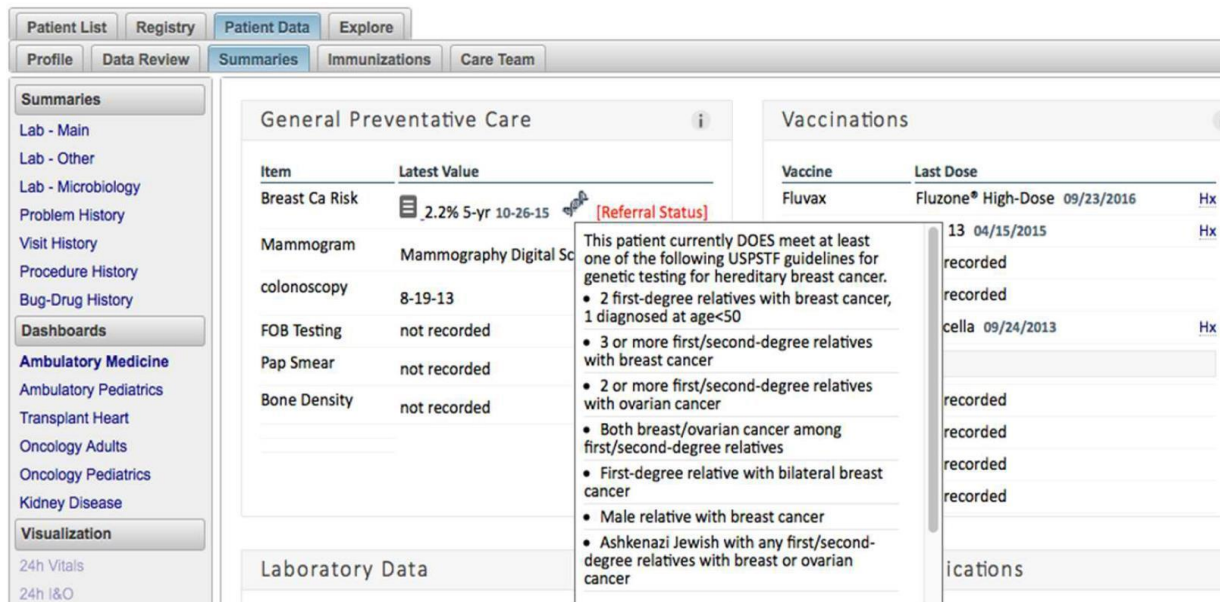 Patient List Registry Patient Data Explore
Profile Data Review Summaries Immunizations Care Team
Summaries
Lab - Main
Lab - Other
Lab - Microbiology
Problem History
Visit History
Procedure History
Bug-Drug History
Dashboards
Ambulatory Medicine
Ambulatory Pediatrics
Transplant Heart
Oncology Adults
Oncology Pediatrics
Kidney Disease
Visualization
24h Vitals
24h I&O
General Preventative Care i
Item Latest Value
Breast Ca Risk 2.2% 5-yr 10-26-15 [Referral Status]
Mammogram Mammography Digital Sc
colonoscopy 8-19-13
FOB Testing not recorded
Pap Smear not recorded
Bone Density not recorded
This patient currently DOES meet at least
one of the following USPSTF guidelines for
genetic testing for hereditary breast cancer.
• 2 first-degree relatives with breast cancer,
1 diagnosed at age<50
• 3 or more first/second-degree relatives
with breast cancer
• 2 or more first/second-degree relatives
with ovarian cancer
• Both breast/ovarian cancer among
first/second-degree relatives
• First-degree relative with bilateral breast
cancer
• Male relative with breast cancer
• Ashkenazi Jewish with any first/second-
degree relatives with breast or ovarian
cancer
Vaccinations
Vaccine Last Dose
Fluvax Fluzone® High-Dose 09/23/2016 Hx
13 04/15/2015 Hx
recorded
recorded
cella 09/24/2013 Hx
recorded
recorded
recorded
recorded
Laboratory Data
ications